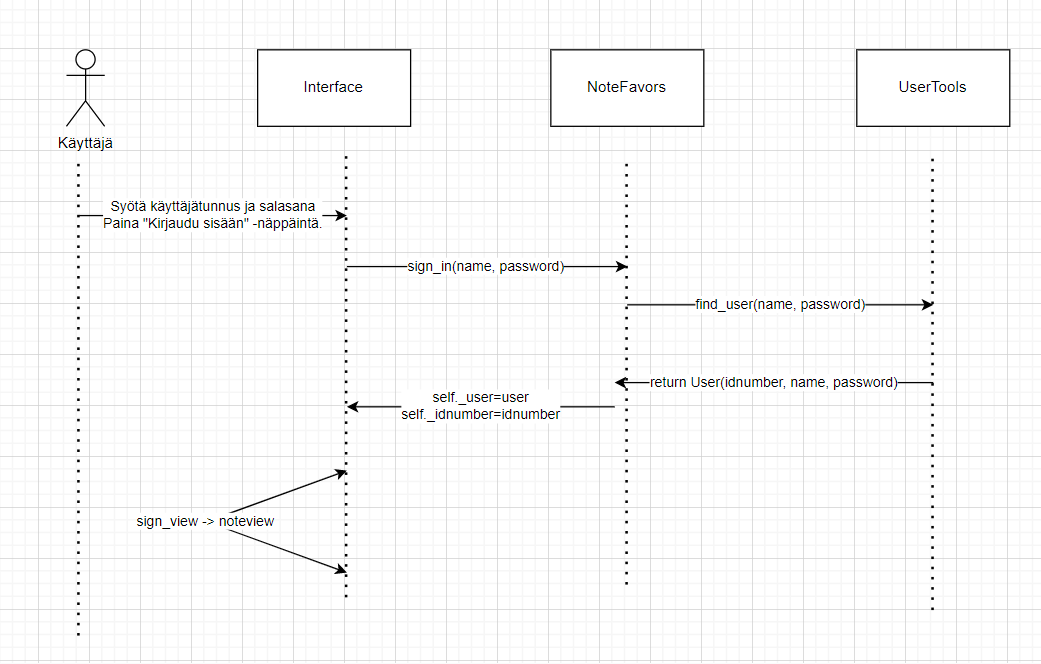 Käyttäjä
Interface
NoteFavors
UserTools
Syötä käyttäjätunnus ja salasana
Paina "Kirjaudu sisään" -näppäintä.
sign_in(name, password)
find_user(name, password)
return User(idnumber, name, password)
self._user=user
self._idnumber=idnumber
sign_view -> noteview